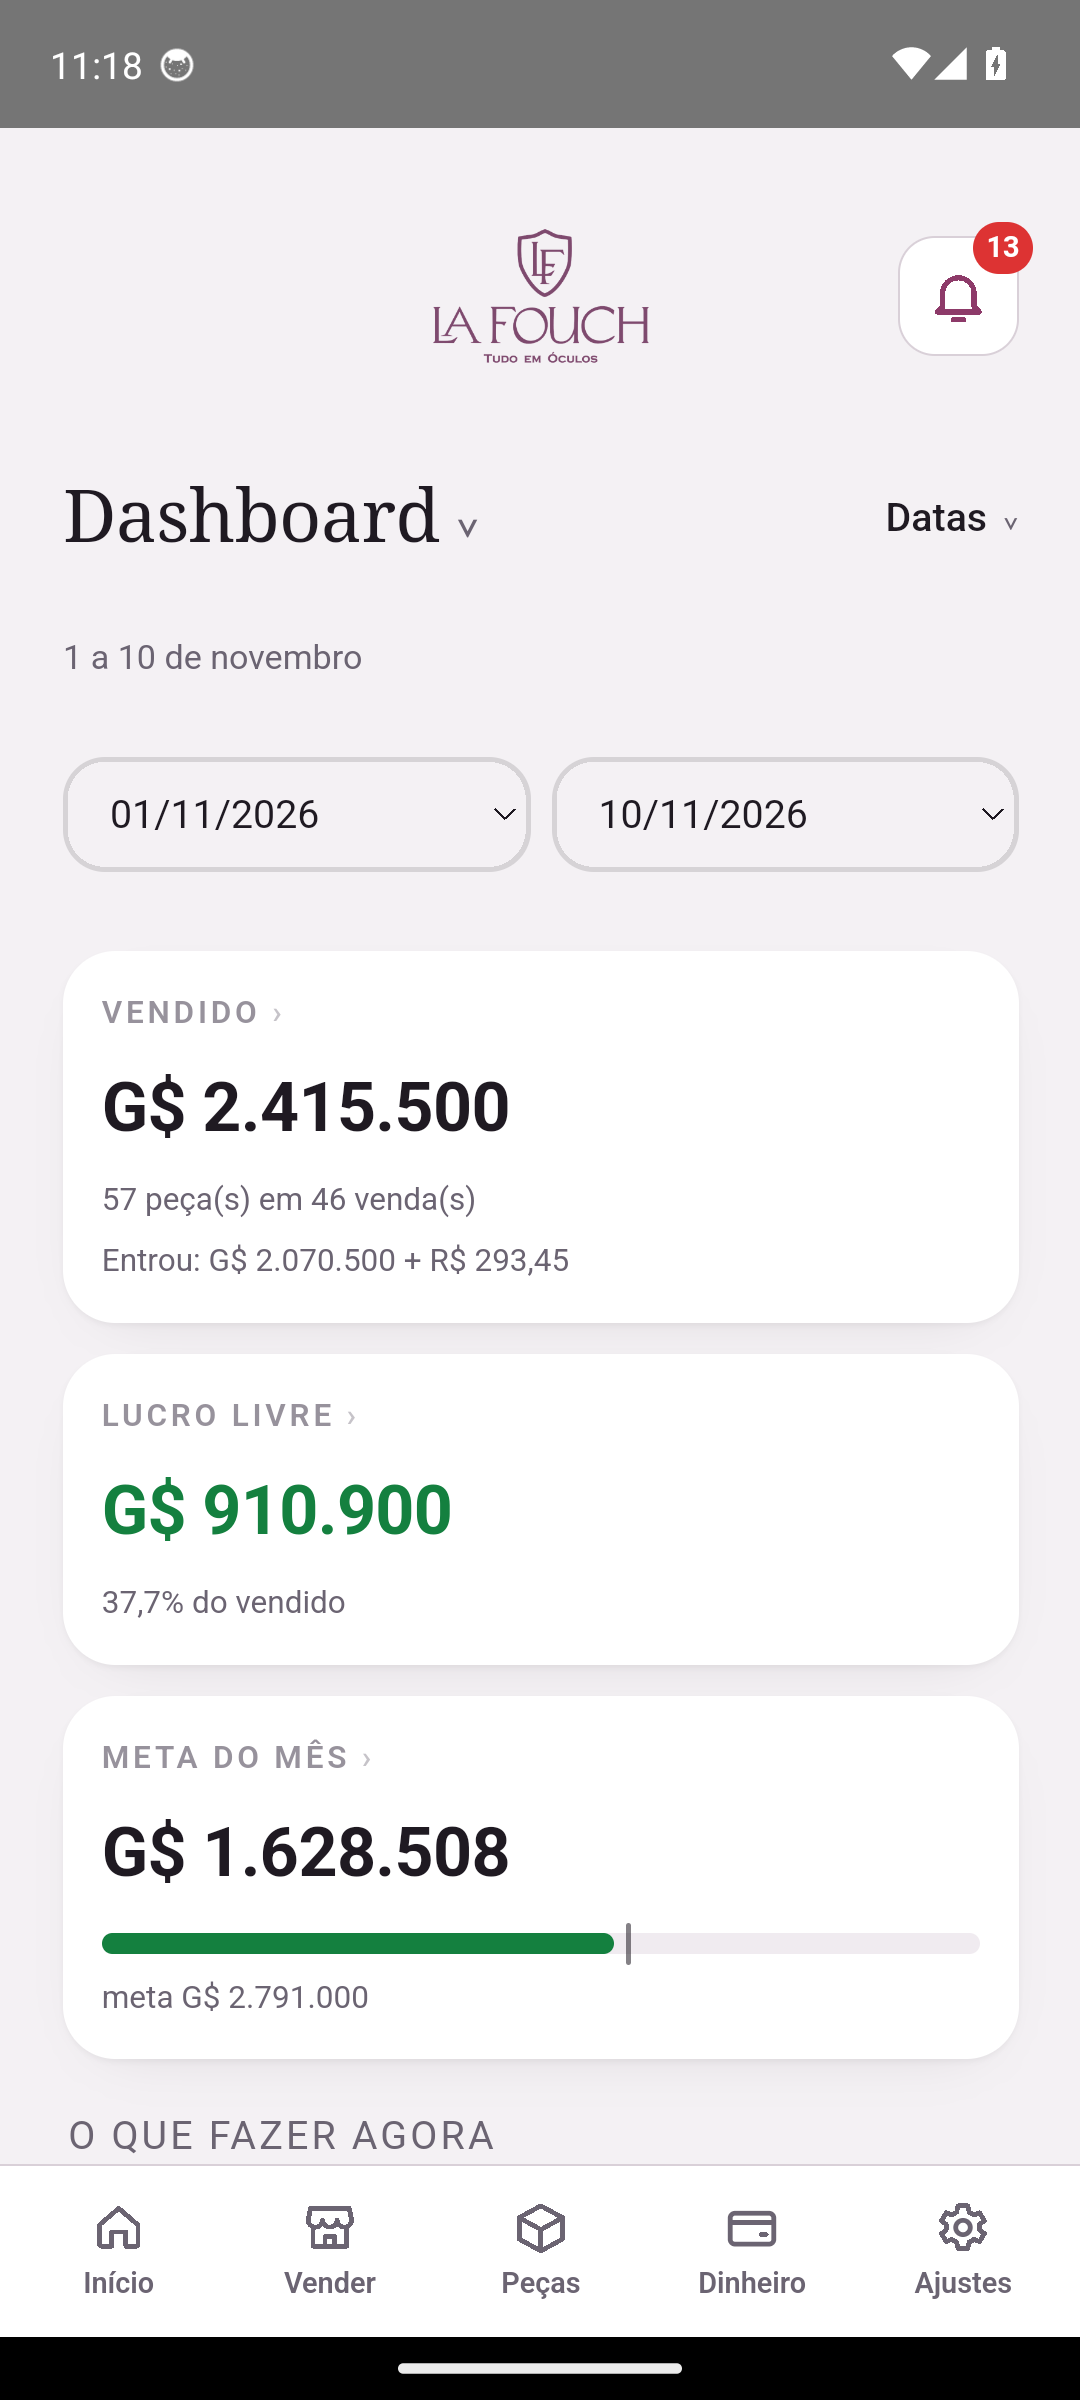 11:18
13
LF
LA FOUCH
TUDO EM ÓCULOS
Dashboard
Datas
1 a 10 de novembro
01/11/2026
10/11/2026
VENDIDO ›
G$ 2.415.500
57 peça(s) em 46 venda(s)
Entrou: G$ 2.070.500 + R$ 293,45
LUCRO LIVRE ›
G$ 910.900
37,7% do vendido
META DO MÊS ›
G$ 1.628.508
meta G$ 2.791.000
O QUE FAZER AGORA
Início
Vender
Peças
Dinheiro
Ajustes